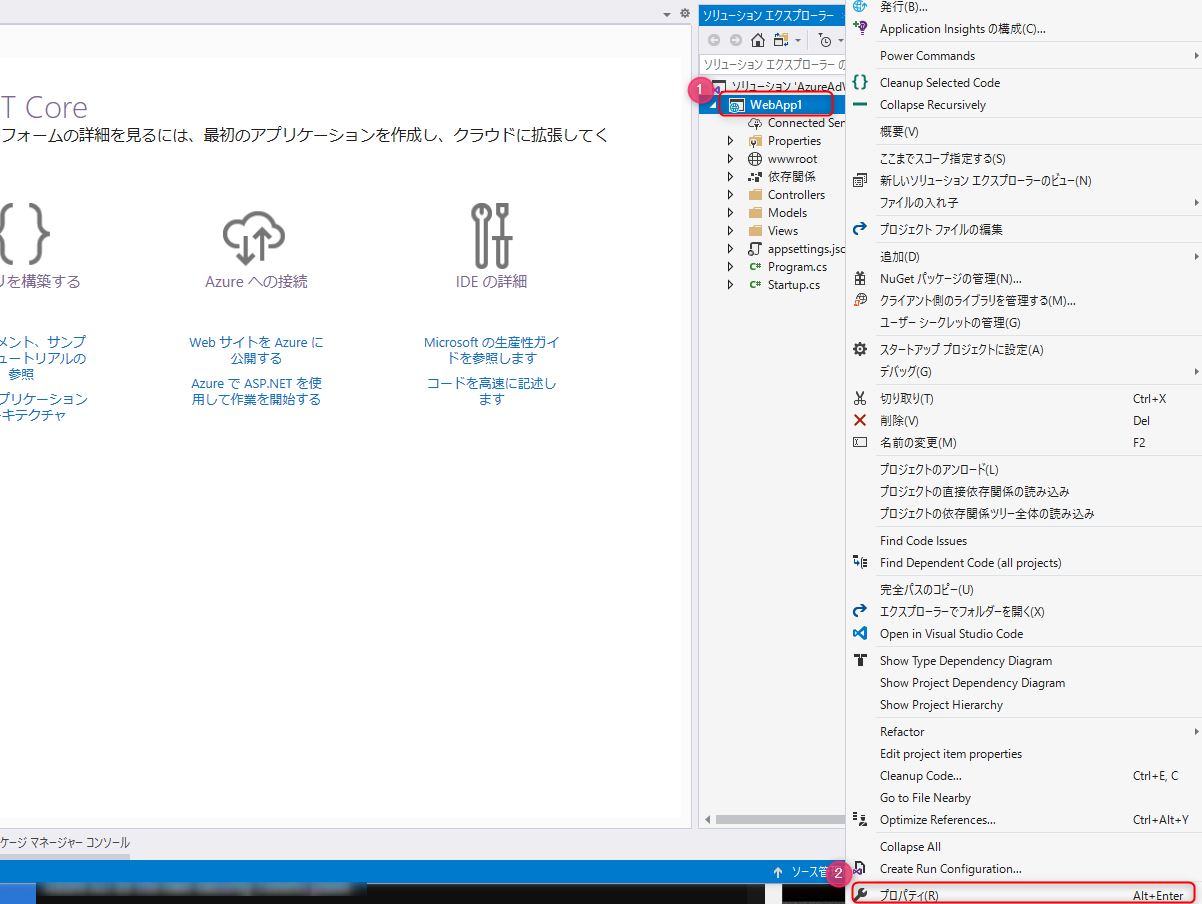 T Core
フォームの詳細を見るには、最初のアプリケーションを作成し、クラウドに拡張してく
リを構築する
Azure への接続
IDE の詳細
メント、サンプ
ュートリアルの
参照
プリケーション
ーキテクチャ
Web サイトを Azure に
公開する
Azure で ASP.NET を使
用して作業を開始する
Microsoft の生産性ガイ
ドを参照します
コードを高速に記述し
ます
ケージ マネージャー コンソール
ソリューション エクスプローラー
ソリューション エクスプローラー の
1
ソリューション 'AzureAd
WebApp1
Connected Ser
Properties
wwwroot
依存関係
Controllers
Models
Views
appsettings.jso
C# Program.cs
C# Startup.cs
ソース管
発行(B)...
Application Insights の構成(C)...
Power Commands
Cleanup Selected Code
Collapse Recursively
概要(V)
ここまでスコープ指定する(S)
新しいソリューション エクスプローラーのビュー(N)
ファイルの入れ子
プロジェクト ファイルの編集
追加(D)
NuGet パッケージの管理(N)...
クライアント側のライブラリを管理する(M)...
ユーザー シークレットの管理(G)
スタートアップ プロジェクトに設定(A)
デバッグ(G)
切り取り(T) Ctrl+X
削除(V) Del
名前の変更(M) F2
プロジェクトのアンロード(L)
プロジェクトの直接依存関係の読み込み
プロジェクトの依存関係ツリー全体の読み込み
Find Code Issues
Find Dependent Code (all projects)
完全パスのコピー(U)
エクスプローラーでフォルダーを開く(X)
Open in Visual Studio Code
Show Type Dependency Diagram
Show Project Dependency Diagram
Show Project Hierarchy
Refactor
Edit project item properties
Cleanup Code... Ctrl+E, C
Go to File Nearby
Optimize References... Ctrl+Alt+Y
Collapse All
Create Run Configuration...
2
プロパティ(R) Alt+Enter